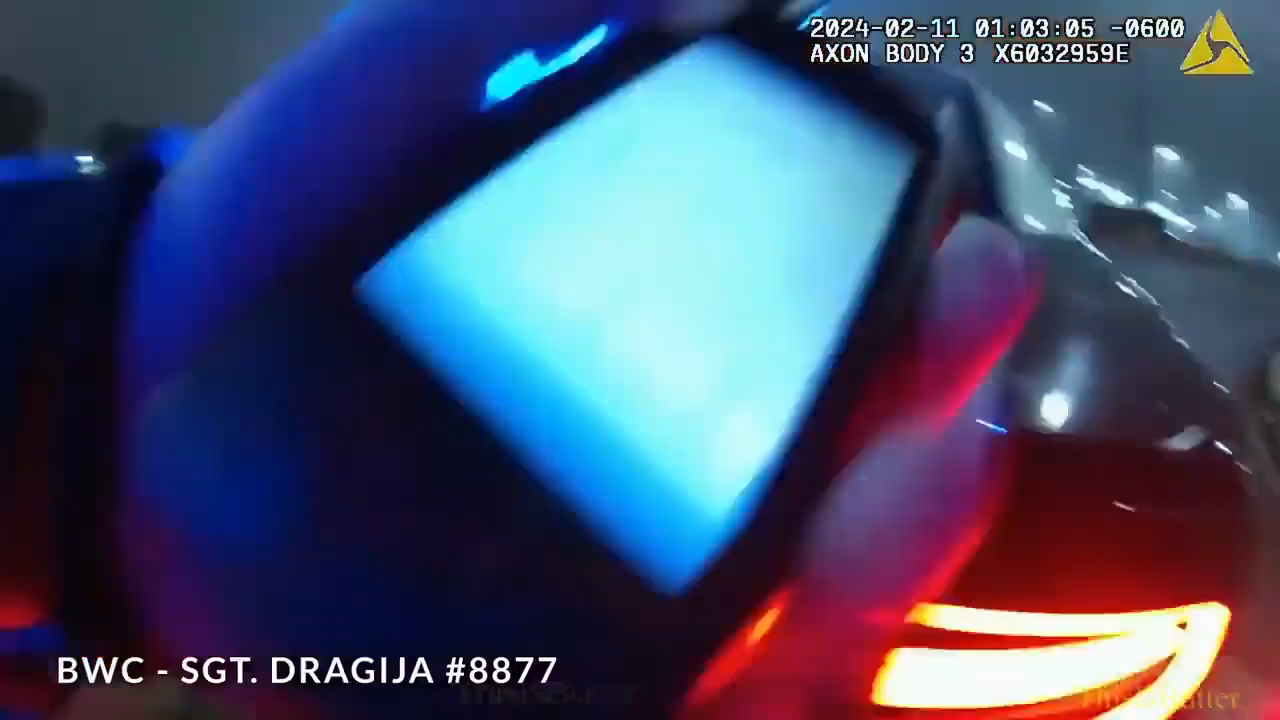 2024-02-11 01:03:05 -0600
AXON BODY 3 X6032959E
BWC - SGT. DRAGIJA #8877